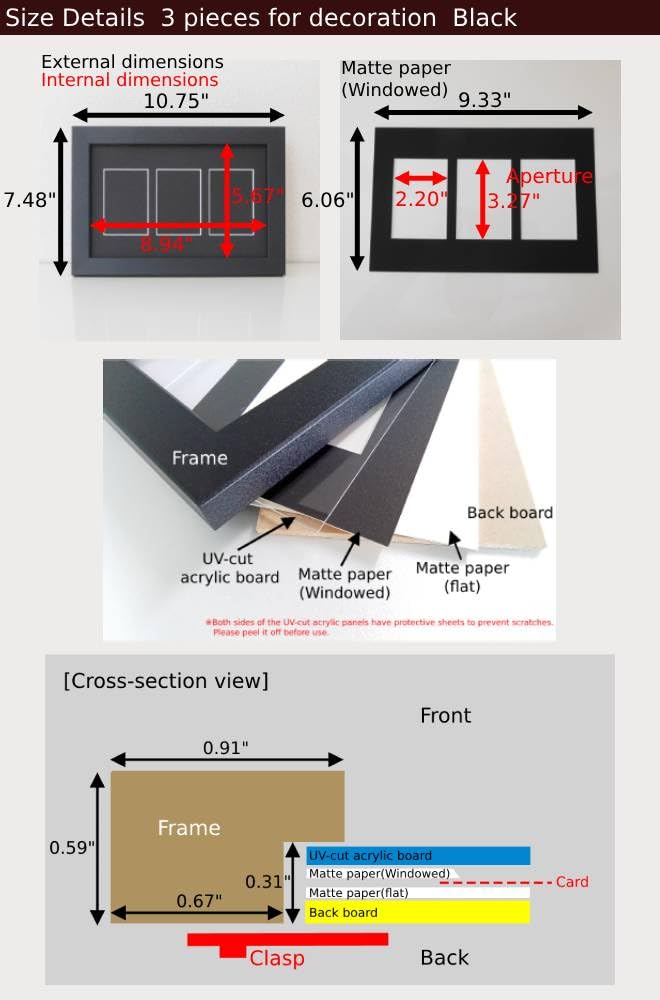 Size Details  3 pieces for decoration  Black
External dimensions
Internal dimensions
10.75"
7.48"
5.67"
8.94"
Matte paper
(Windowed)
9.33"
6.06"
Aperture
2.20"
3.27"
Frame
Back board
UV-cut
acrylic board
Matte paper
(Windowed)
Matte paper
(flat)
※Both sides of the UV-cut acrylic panels have protective sheets to prevent scratches.
Please peel it off before use.
[Cross-section view]
Front
0.91"
Frame
0.59"
0.31"
0.67"
UV-cut acrylic board
Matte paper(Windowed)
Card
Matte paper(flat)
Back board
Clasp
Back